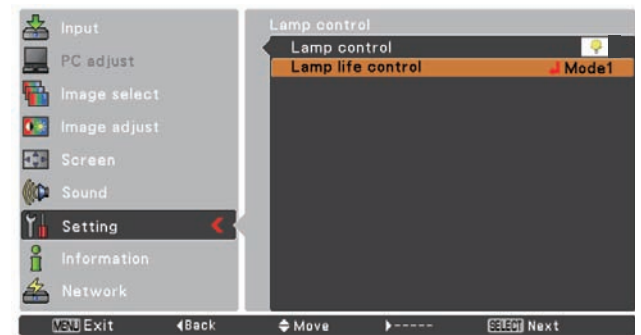 Input
PC adjust
Image select
Image adjust
Screen
Sound
Setting
Information
Network
Lamp control
Lamp control
Lamp life control Mode1
MENU Exit Back Move ----- SELECT Next